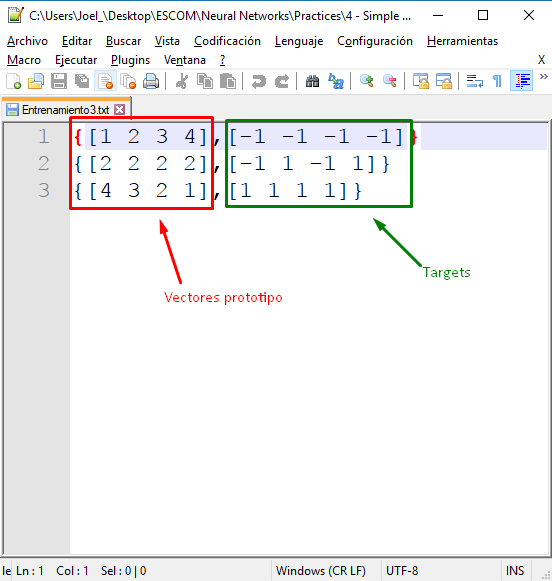 C:\Users\Joel_\Desktop\ESCOM\Neural Networks\Practices\4 - Simple ...
Archivo Editar Buscar Vista Codificación Lenguaje Configuración Herramientas
Macro Ejecutar Plugins Ventana ? X
Entrenamiento3.txt
1 {[1 2 3 4],[-1 -1 -1 -1]}
2 {[2 2 2 2],[-1 1 -1 1]}
3 {[4 3 2 1],[1 1 1 1]}
Targets
Vectores prototipo
le Ln : 1 Col : 1 Sel : 0 | 0 Windows (CR LF) UTF-8 INS